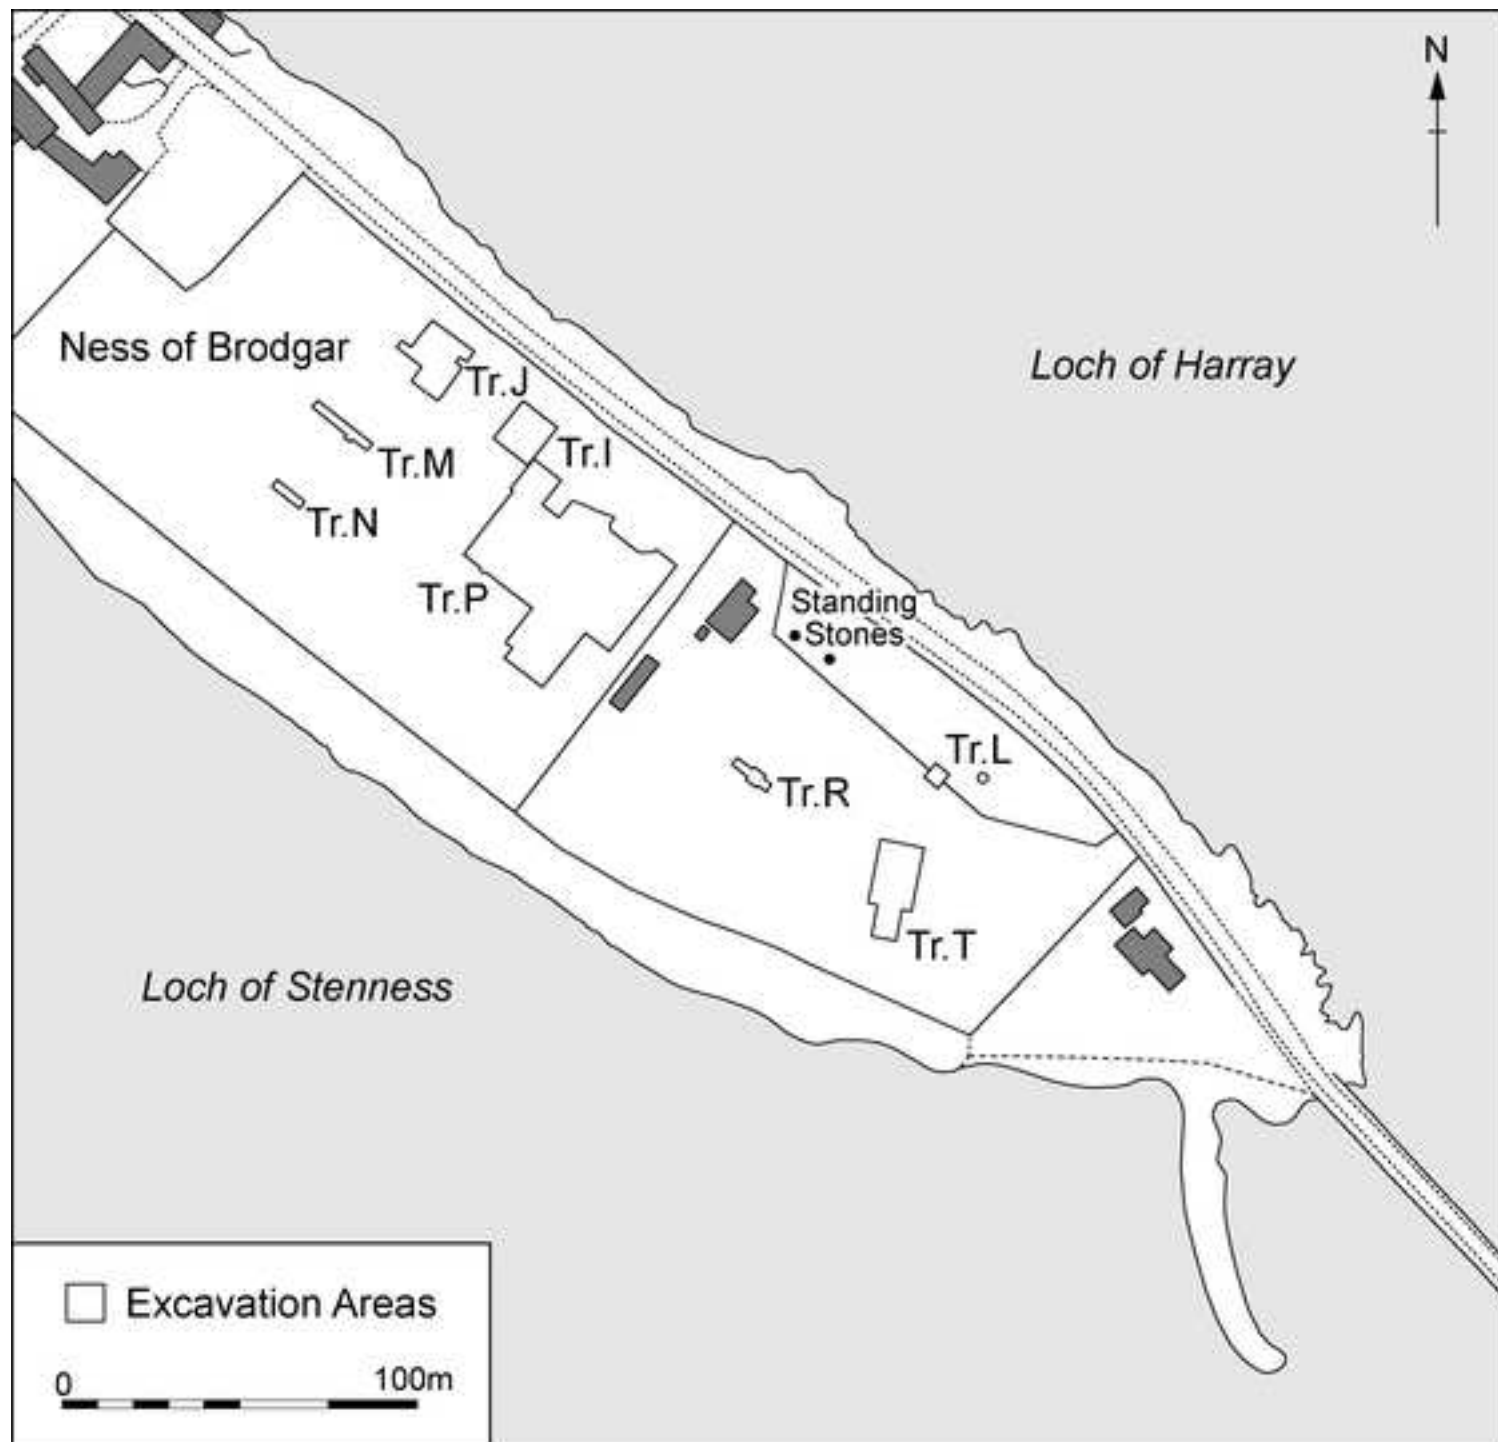 N
Ness of Brodgar
Tr.J
Loch of Harray
Tr.I
Tr.M
Tr.N
Tr.P
Standing
Stones
Tr.L
Tr.R
Tr.T
Loch of Stenness
Excavation Areas
0 100m